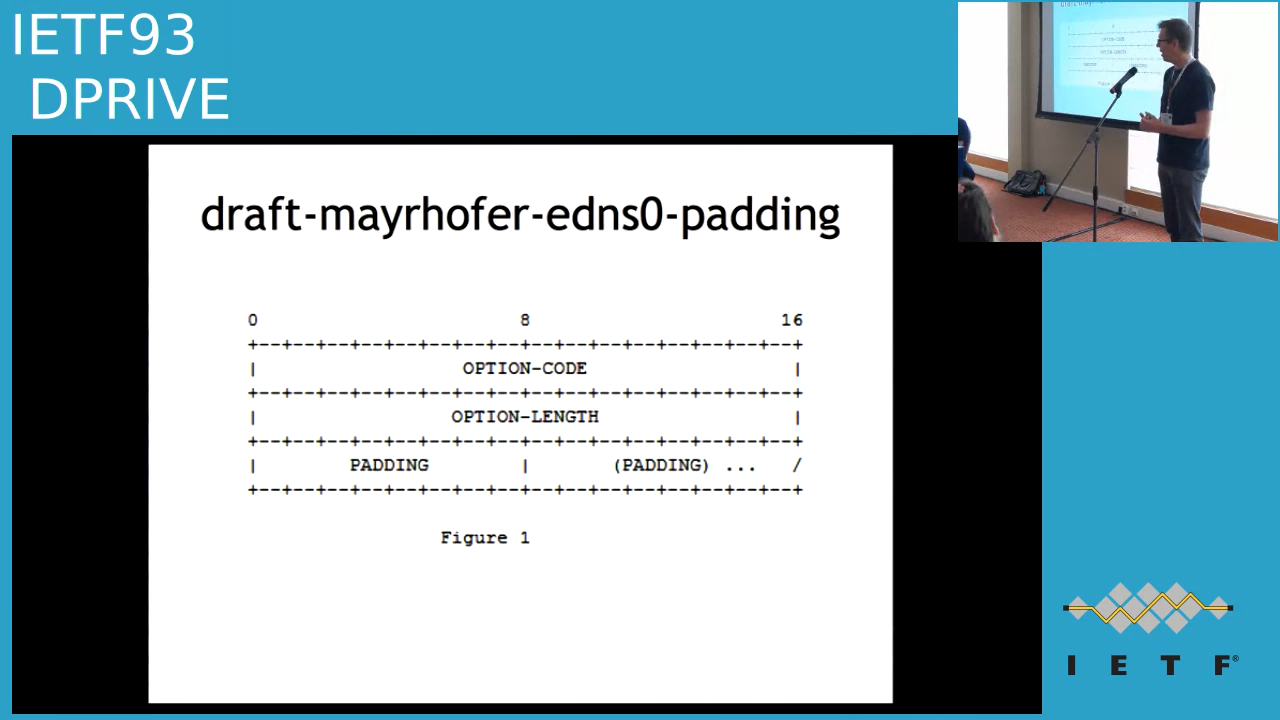 IETF93
DPRIVE
draft-mayrhofer-edns0-padding
0 8 16
+--+--+--+--+--+--+--+--+--+--+--+--+--+--+--+--+
| OPTION-CODE |
+--+--+--+--+--+--+--+--+--+--+--+--+--+--+--+--+
| OPTION-LENGTH |
+--+--+--+--+--+--+--+--+--+--+--+--+--+--+--+--+
| PADDING | (PADDING) ... /
+--+--+--+--+--+--+--+--+--+--+--+--+--+--+--+--+
Figure 1
I E T F®